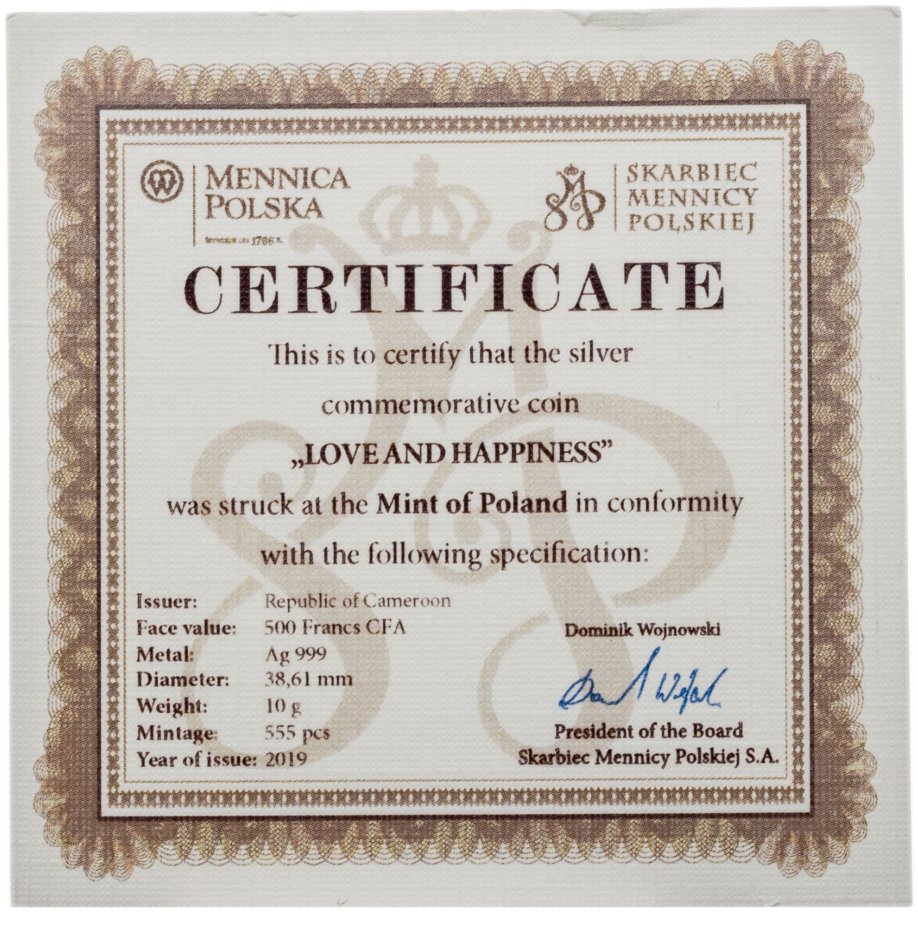 MENNICA
POLSKA
1766 r.
SKARBIEC
MENNICY
POLSKIEJ
CERTIFICATE
This is to certify that the silver
commemorative coin
„LOVE AND HAPPINESS”
was struck at the Mint of Poland in conformity
with the following specification:
Issuer: Republic of Cameroon
Face value: 500 Francs CFA
Metal: Ag 999
Diameter: 38,61 mm
Weight: 10 g
Mintage: 555 pcs
Year of issue: 2019
Dominik Wojnowski
President of the Board
Skarbiec Mennicy Polskiej S.A.